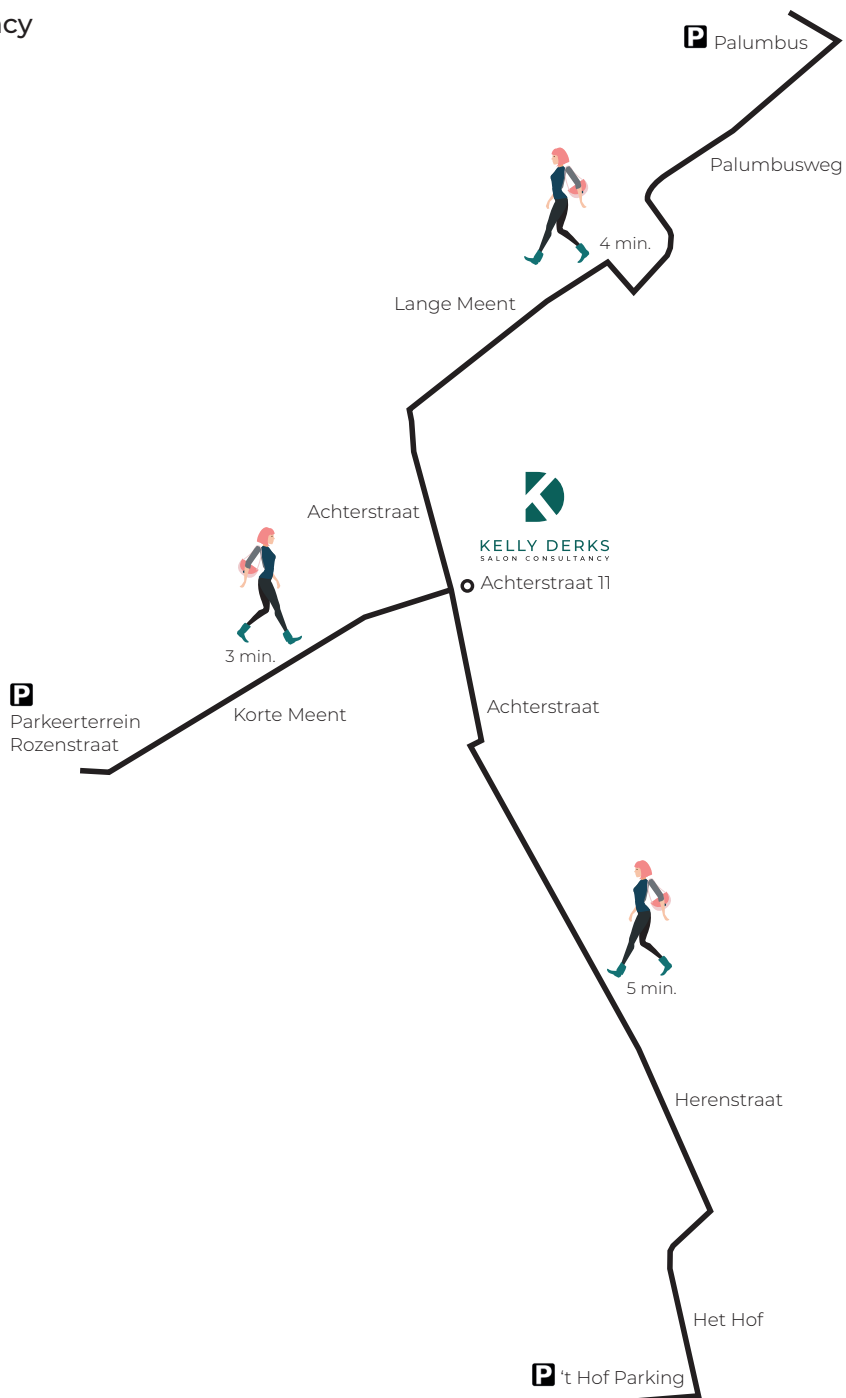 P Palumbus
Palumbusweg
4 min.
Lange Meent
Achterstraat
KELLY DERKS
SALON CONSULTANCY
Achterstraat 11
3 min.
P
Parkeerterrein
Rozenstraat
Korte Meent
Achterstraat
5 min.
Herenstraat
Het Hof
P ‘t Hof Parking